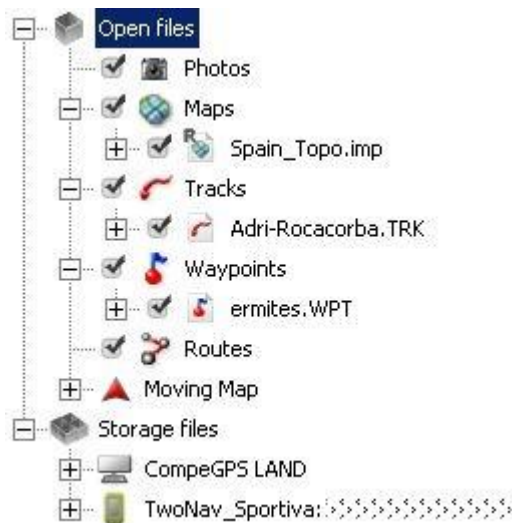 Open files
Photos
Maps
Spain_Topo.imp
Tracks
Adri-Rocacorba.TRK
Waypoints
ermites.WPT
Routes
Moving Map
Storage files
CompeGPS LAND
TwoNav_Sportiva: